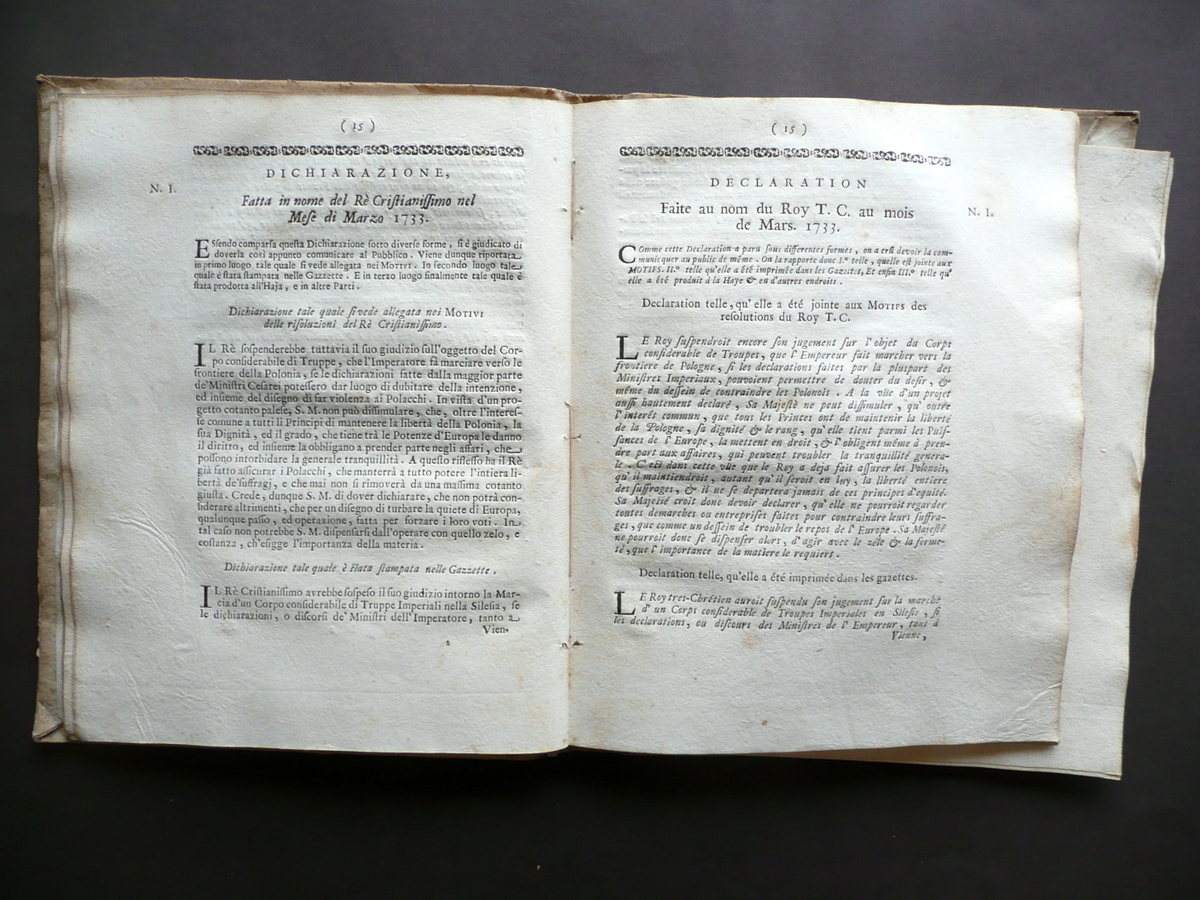 ( 15 )
DICHIARAZIONE,
N. I.
Fatta in nome del Rè Cristianissimo nel
Mese di Marzo 1733.
ESsendo comparsa questa Dichiarazione sotto diverse forme, si è giudicato di
doverla così appunto comunicare al Pubblico. Viene dunque riportata
in primo luogo tale quale si vede allegata nei MOTIVI. In secondo luogo tale
quale è stata stampata nelle Gazzette. E in terzo luogo finalmente tale quale è
stata prodotta all'Haja, e in altre Parti.
Dichiarazione tale quale si vede allegata nei MOTIVI
delle risoluzioni del Rè Cristianissimo.
IL Rè sospenderebbe tuttavia il suo giudizio sull'oggetto del Cor-
po considerabile di Truppe, che l'Imperatore fà marciare verso le
frontiere della Polonia, se le dichiarazioni fatte dalla maggior parte
de' Ministri Cesarei potessero dar luogo di dubitare della intenzione,
ed insieme del disegno di far violenza ai Polacchi. In vista d'un pro-
getto cotanto palese, S. M. non può dissimulare, che, oltre l'interes-
se comune a tutti li Principi di mantenere la libertà della Polonia, la
sua Dignità, ed il grado, che tiene trà le Potenze d'Europa le danno
il diritto, ed insieme la obbligano a prender parte negli affari, che
possono intorbidare la generale tranquillità. A questo riflesso ha il Rè
già fatto assicurar i Polacchi, che manterrà a tutto potere l'intiera li-
bertà de' suffragj, e che mai non si rimoverà da una massima cotanto
giusta. Crede, dunque S. M. di dover dichiarare, che non potrà con-
siderare altrimenti, che per un disegno di turbare la quiete di Europa,
qualunque passo, ed operazione, fatta per forzare i loro voti. In
tal caso non potrebbe S. M. dispensarsi dall'operare con quello zelo, e
costanza, ch'esigge l'importanza della materia.
Dichiarazione tale quale è stata stampata nelle Gazzette.
IL Rè Cristianissimo avrebbe sospeso il suo giudizio intorno la Mar-
cia d'un Corpo considerabile di Truppe Imperiali nella Silesia, se
le dichiarazioni, o discorsi de' Ministri dell'Imperatore, tanto a
Vien-
( 15 )
DECLARATION
Faite au nom du Roy T. C. au mois
de Mars. 1733.
N. I.
COmme cette Declaration a paru sous differentes formes, on a crû devoir la com-
municquer au public de même. On la rapporte donc I.° telle, quelle est jointe aux
MOTIFS. II.° telle qu'elle a été imprimée dans les Gazettes, Et enfin III.° telle qu'
elle a été produit à la Haye & en d'autres endroits.
Declaration telle, qu'elle a été jointe aux MOTIFS des
resolutions du Roy T. C.
LE Roy suspendroit encore son jugement sur l'objet du Corps
considerable de Troupes, que l'Empereur fait marcher vers la
frontiere de Pologne, si les declarations faites par la pluspart des
Ministres Imperiaux, pouvoient permettre de douter du desir, &
même du dessein de contraindre les Polonois. A la vûe d'un projet
aussi hautement declaré, Sa Majesté ne peut dissimuler, qu'outre
l'interêt commun, que tous les Princes ont de maintenir la liberté
de la Pologne, sa dignité & le rang, qu'elle tient parmi les Puis-
sances de l'Europe, la mettent en droit, & l'obligent même à pren-
dre part aux affaires, qui peuvent troubler la tranquillité genera-
le. C'est dans cette vûe que le Roy a deja fait assurer les Polonois,
qu'il maintiendroit, autant qu'il seroit en luy, la liberté entiere
des suffrages, & il ne se departera jamais de ces principes d'equité.
Sa Majesté croit donc devoir declarer, qu'elle ne pourroit regarder
toutes demarches ou entreprises faites pour contraindre leurs suffra-
ges, que comme un dessein de troubler le repos de l'Europe. Sa Majesté
ne pourroit donc se dispenser alors, d'agir avec le zéle & la ferme-
té, que l'importance de la matiere le requiert.
Declaration telle, qu'elle a été imprimée dans les gazettes.
LE Roy tres-Chrétien auroit suspendu son jugement sur la marche
d'un Corps considerable de Troupes Imperiales en Silesie, si
les declarations, ou discours des Ministres de l'Empereur, tant à
Vienne,